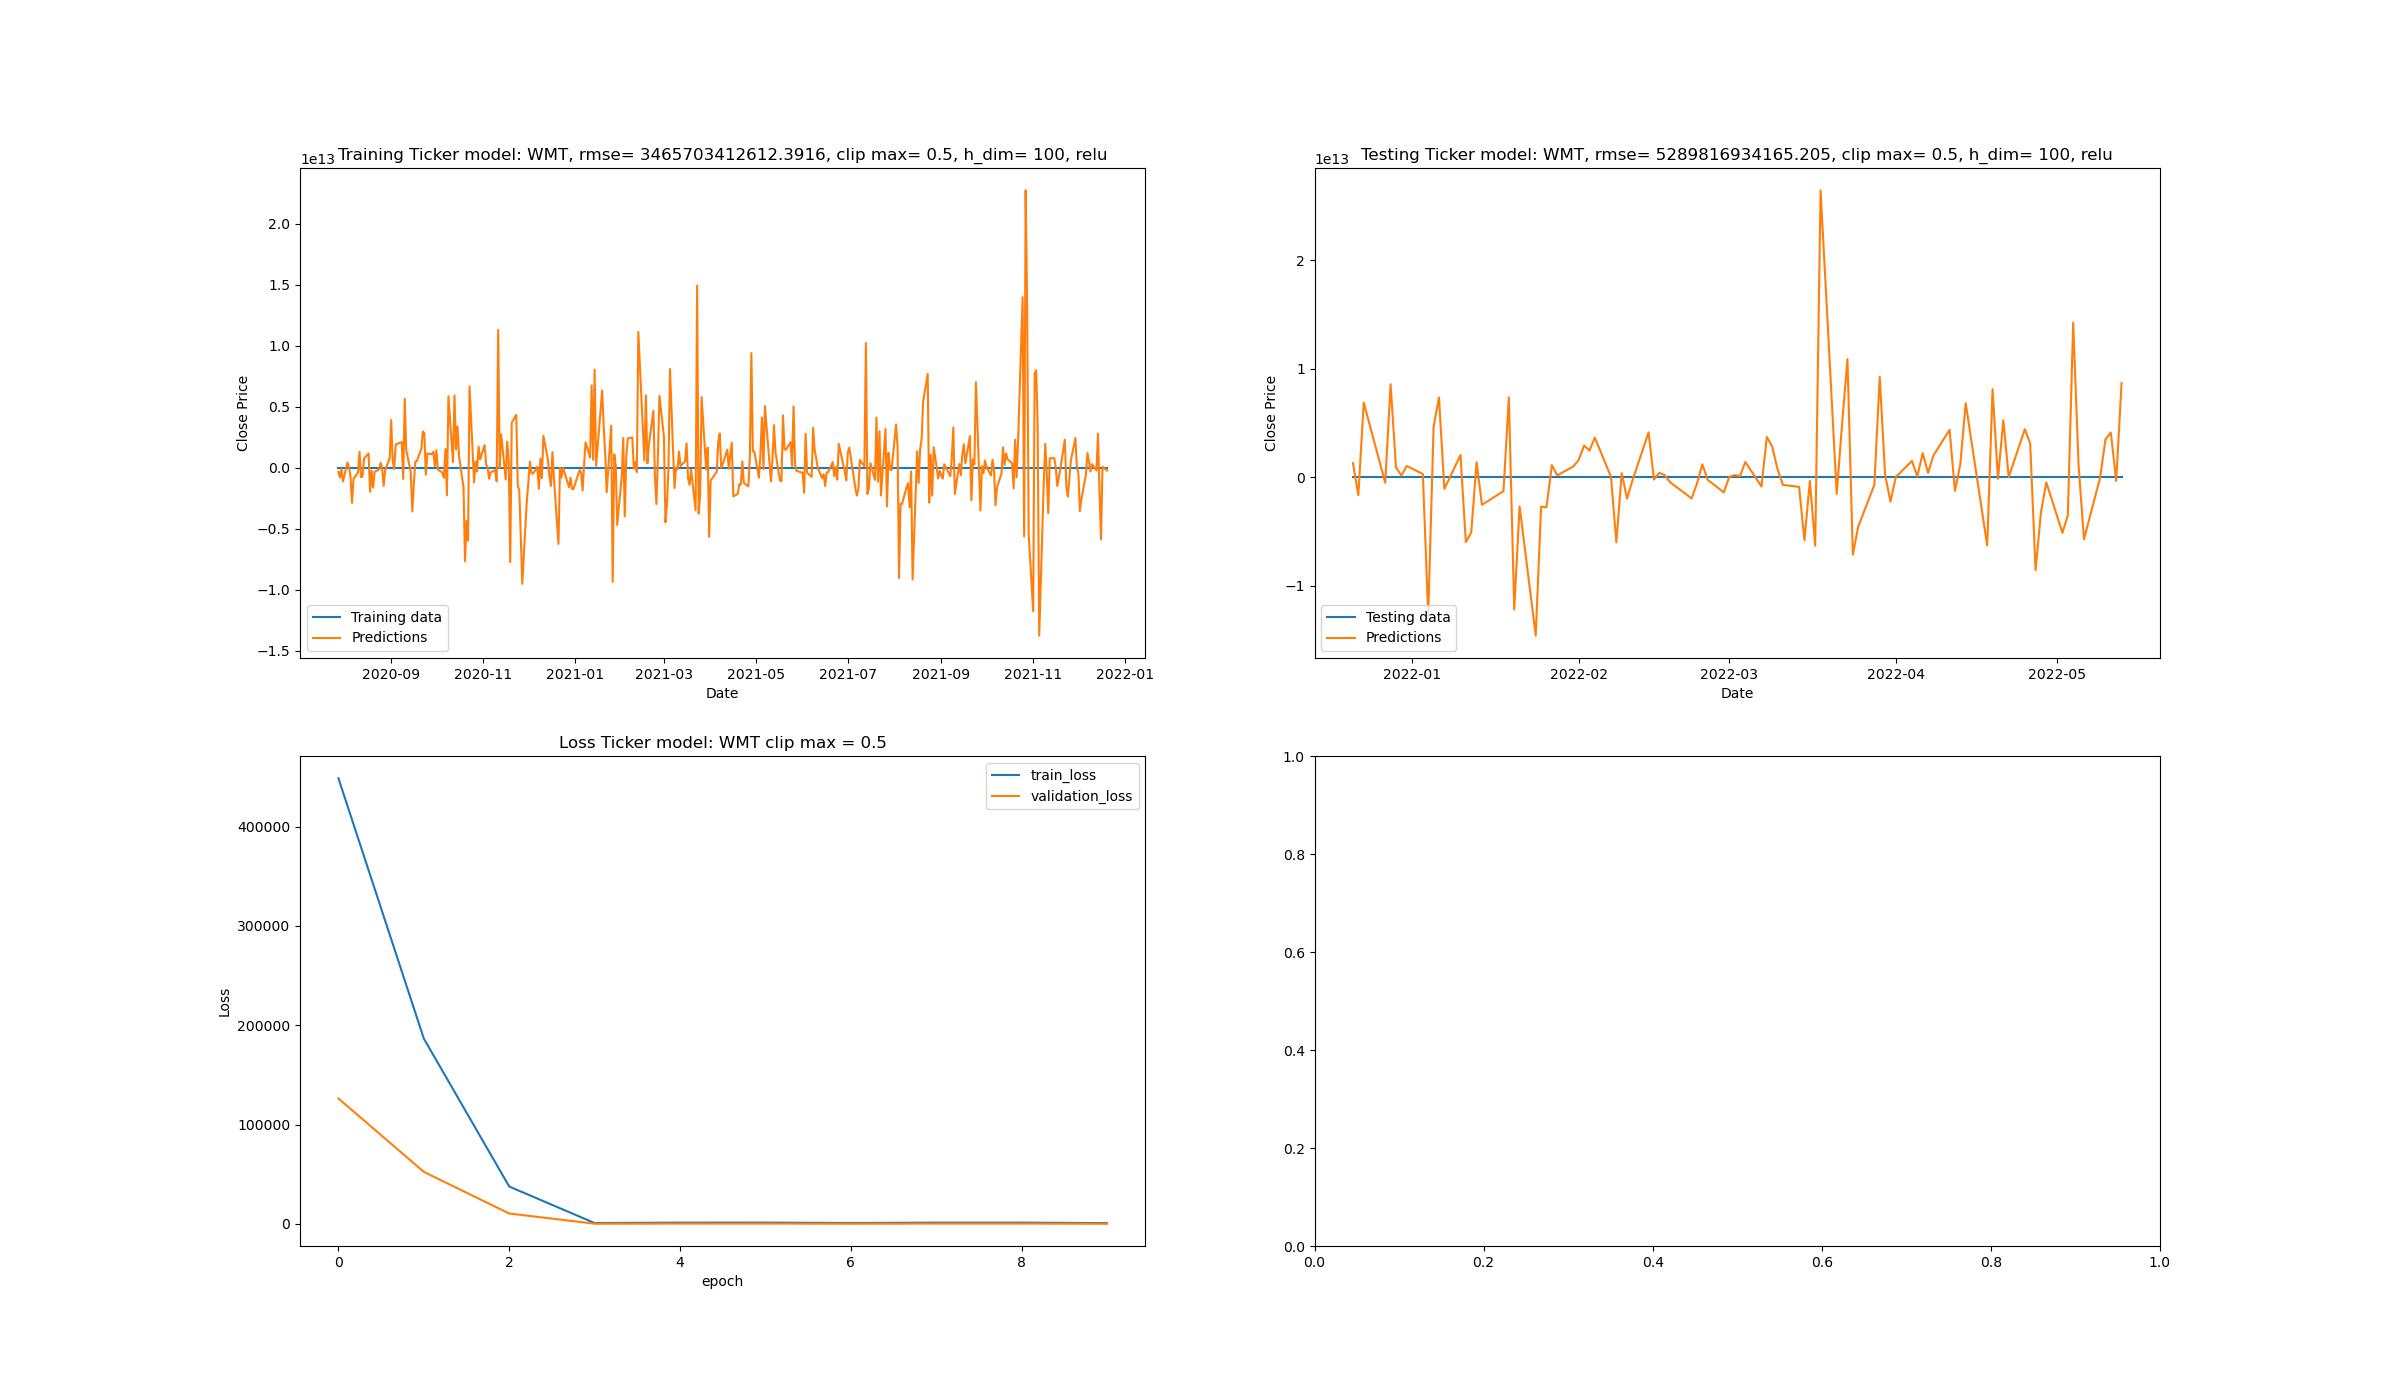 1e13 Training Ticker model: WMT, rmse= 3465703412612.3916, clip max= 0.5, h_dim= 100, relu
2.0
1.5
1.0
0.5
0.0
−0.5
−1.0
−1.5
Close Price
Training data
Predictions
2020-09 2020-11 2021-01 2021-03 2021-05 2021-07 2021-09 2021-11 2022-01
Date
1e13 Testing Ticker model: WMT, rmse= 5289816934165.205, clip max= 0.5, h_dim= 100, relu
2
1
0
−1
Close Price
Testing data
Predictions
2022-01 2022-02 2022-03 2022-04 2022-05
Date
Loss Ticker model: WMT clip max = 0.5
train_loss
validation_loss
400000
300000
200000
100000
0
Loss
0 2 4 6 8
epoch
1.0
0.8
0.6
0.4
0.2
0.0
0.0 0.2 0.4 0.6 0.8 1.0